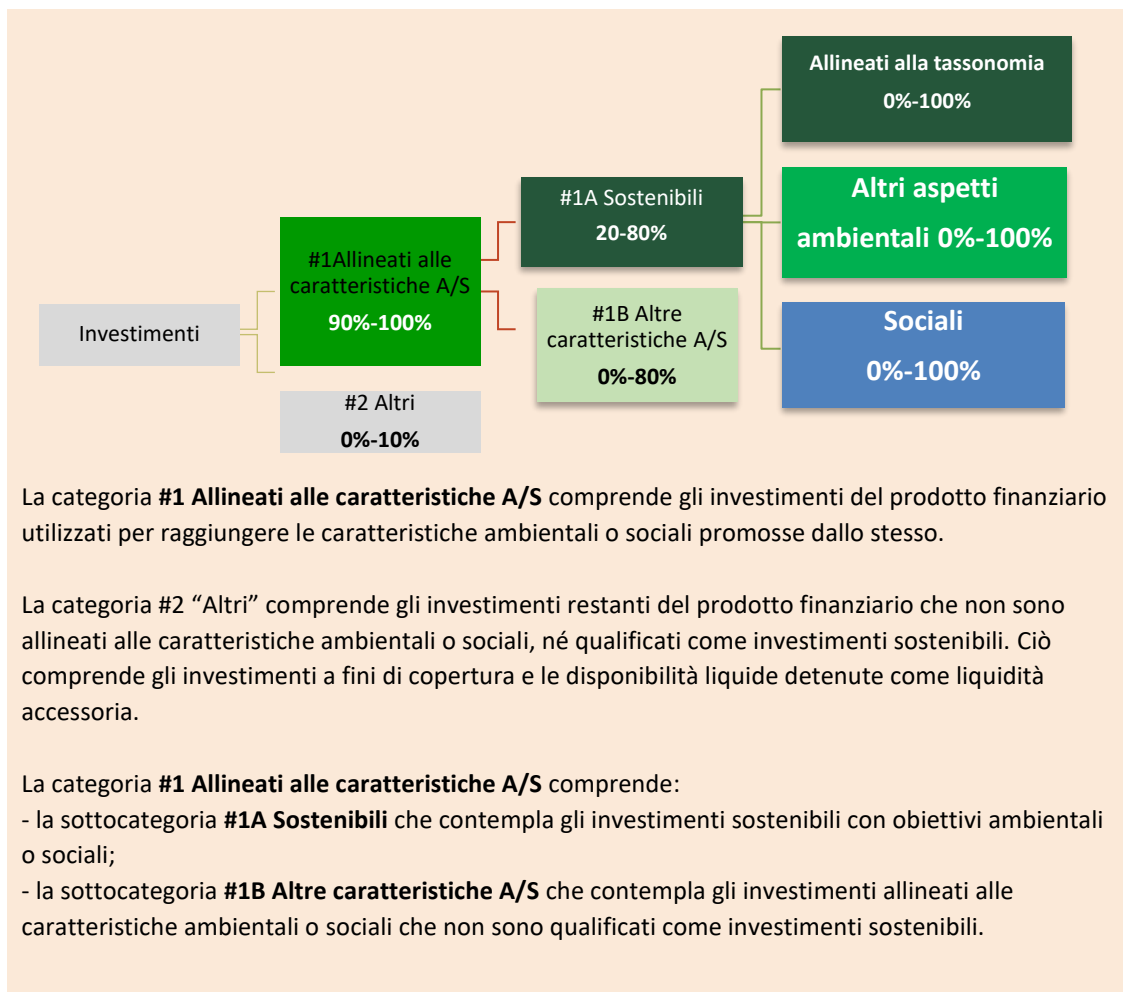 Allineati alla tassonomia
0%-100%
#1A Sostenibili
20-80%
Altri aspetti
ambientali 0%-100%
#1Allineati alle
caratteristiche A/S
90%-100%
Investimenti
#1B Altre
caratteristiche A/S
0%-80%
Sociali
0%-100%
#2 Altri
0%-10%
La categoria #1 Allineati alle caratteristiche A/S comprende gli investimenti del prodotto finanziario
utilizzati per raggiungere le caratteristiche ambientali o sociali promosse dallo stesso.
La categoria #2 “Altri” comprende gli investimenti restanti del prodotto finanziario che non sono
allineati alle caratteristiche ambientali o sociali, né qualificati come investimenti sostenibili. Ciò
comprende gli investimenti a fini di copertura e le disponibilità liquide detenute come liquidità
accessoria.
La categoria #1 Allineati alle caratteristiche A/S comprende:
- la sottocategoria #1A Sostenibili che contempla gli investimenti sostenibili con obiettivi ambientali
o sociali;
- la sottocategoria #1B Altre caratteristiche A/S che contempla gli investimenti allineati alle
caratteristiche ambientali o sociali che non sono qualificati come investimenti sostenibili.